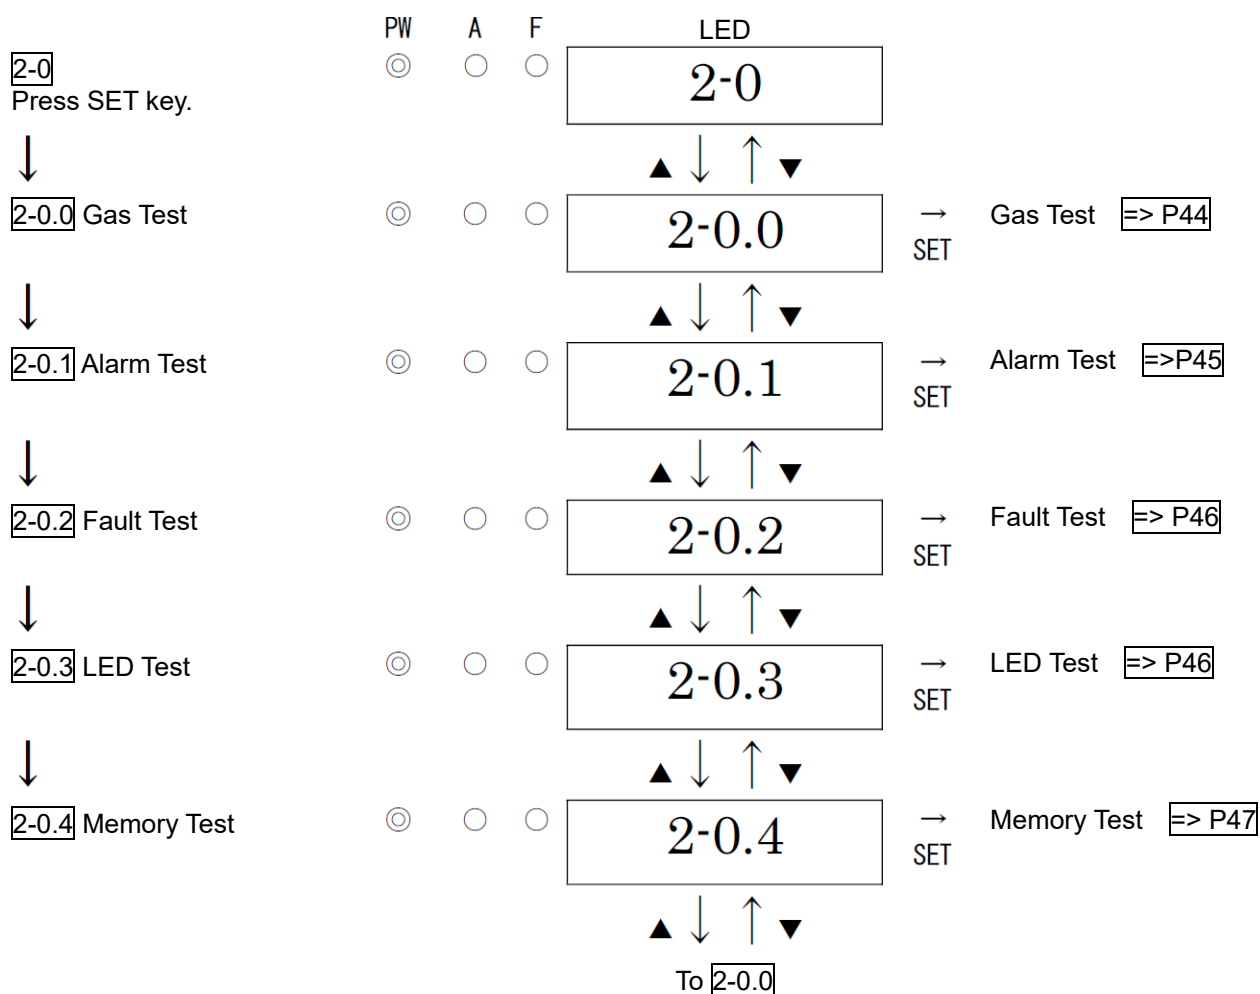 PW A F LED
2-0 ◎ ○ ○ 2-0
Press SET key.
↓ ▲ ↓ ↑ ▼
2-0.0 Gas Test ◎ ○ ○ 2-0.0 → Gas Test => P44
SET
↓ ▲ ↓ ↑ ▼
2-0.1 Alarm Test ◎ ○ ○ 2-0.1 → Alarm Test =>P45
SET
↓ ▲ ↓ ↑ ▼
2-0.2 Fault Test ◎ ○ ○ 2-0.2 → Fault Test => P46
SET
↓ ▲ ↓ ↑ ▼
2-0.3 LED Test ◎ ○ ○ 2-0.3 → LED Test => P46
SET
↓ ▲ ↓ ↑ ▼
2-0.4 Memory Test ◎ ○ ○ 2-0.4 → Memory Test => P47
SET
▲ ↓ ↑ ▼
To 2-0.0